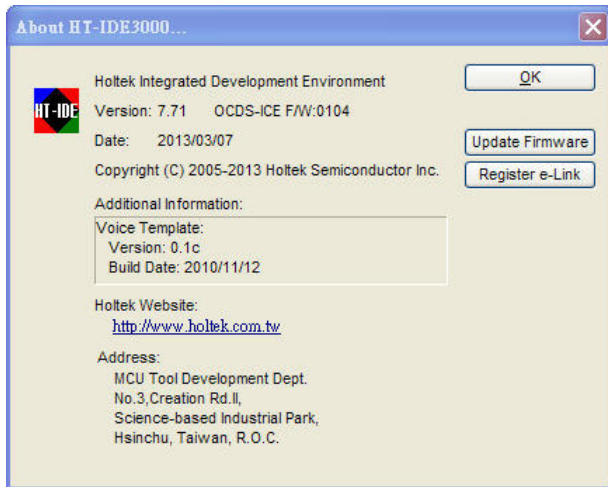 About HT-IDE3000...
Holtek Integrated Development Environment
OK
HT-IDE
Version: 7.71 OCDS-ICE F/W:0104
Date: 2013/03/07
Update Firmware
Copyright (C) 2005-2013 Holtek Semiconductor Inc.
Register e-Link
Additional Information:
Voice Template:
Version: 0.1c
Build Date: 2010/11/12
Holtek Website:
http://www.holtek.com.tw
Address:
MCU Tool Development Dept.
No.3,Creation Rd.II,
Science-based Industrial Park,
Hsinchu, Taiwan, R.O.C.